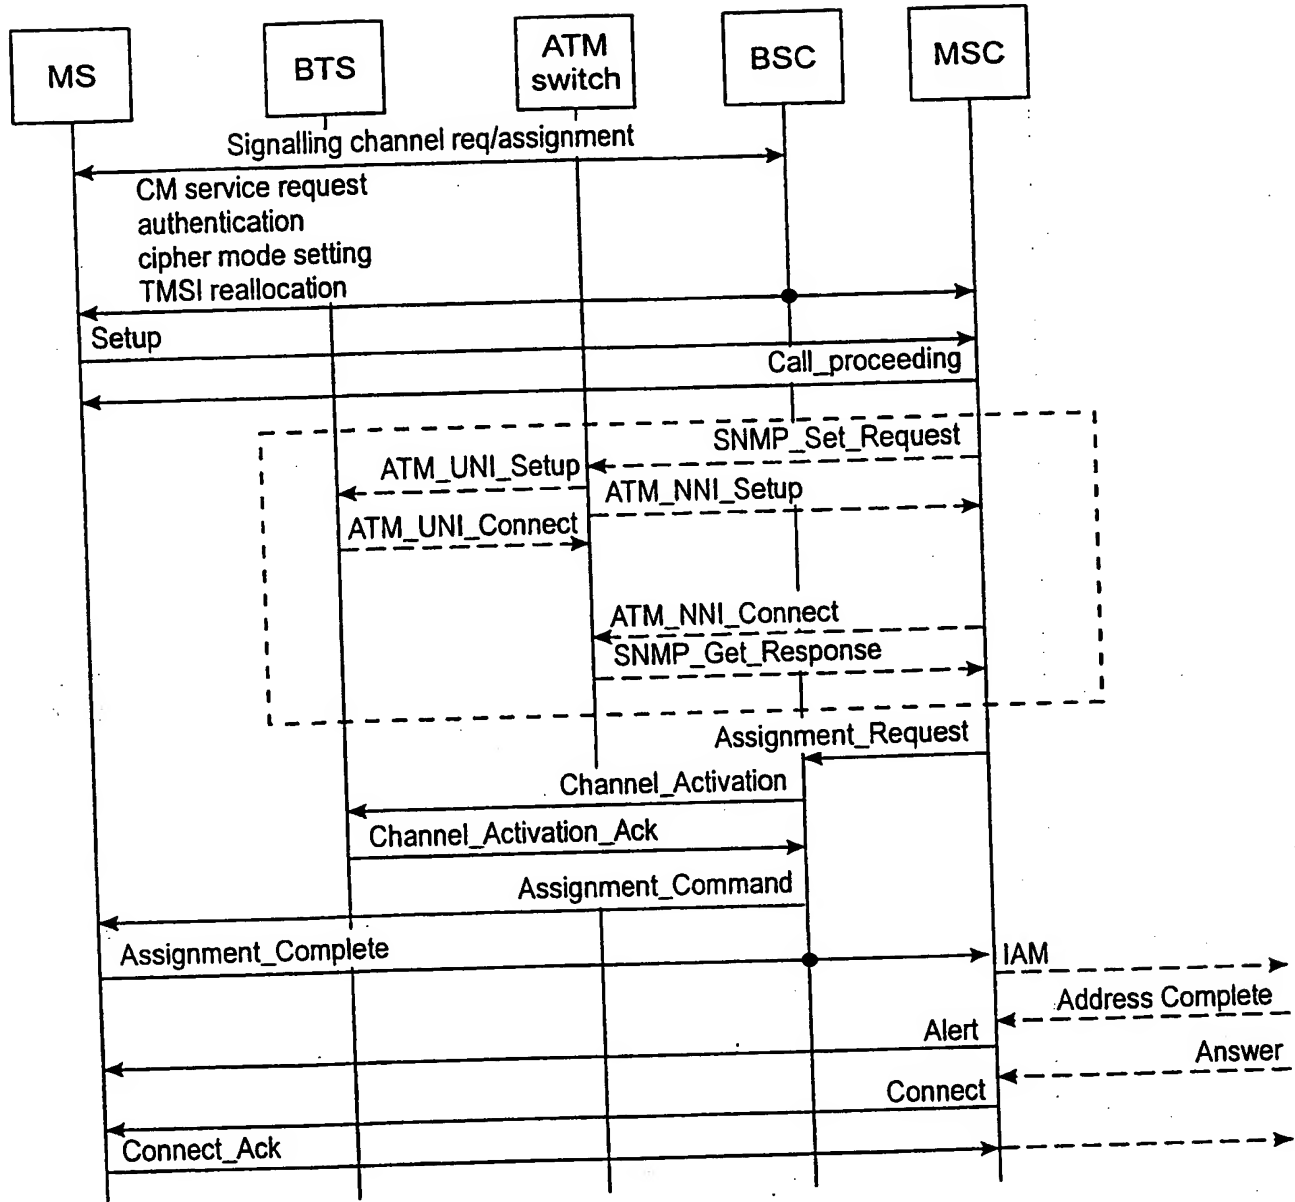 MS
BTS
ATM
switch
BSC
MSC
Signalling channel req/assignment
CM service request
authentication
cipher mode setting
TMSI reallocation
Setup
Call_proceeding
SNMP_Set_Request
ATM_UNI_Setup
ATM_NNI_Setup
ATM_UNI_Connect
ATM_NNI_Connect
SNMP_Get_Response
Assignment_Request
Channel_Activation
Channel_Activation_Ack
Assignment_Command
Assignment_Complete
IAM
Address Complete
Alert
Answer
Connect
Connect_Ack